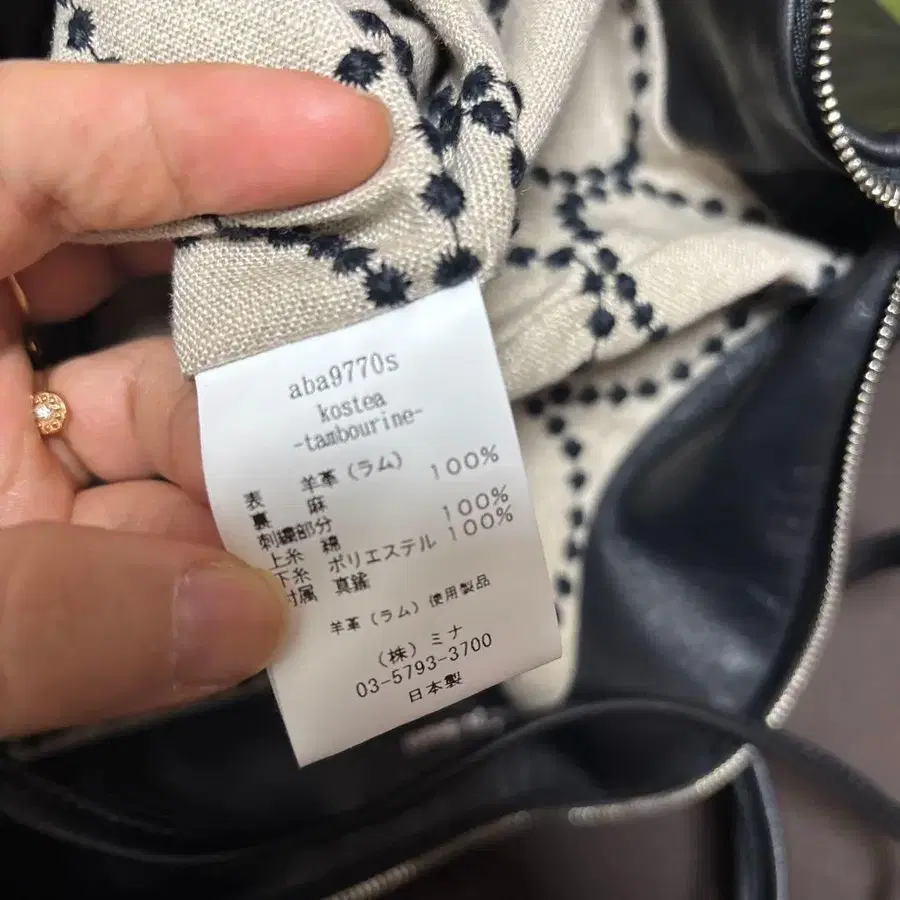 aba9770s
kostea
-tambourine-
表 羊革(ラム) 100%
裏 麻 100%
刺繍部分
上糸 綿 100%
下糸 ポリエステル
付属 真鍮
羊革(ラム)使用製品
(株)ミナ
03-5793-3700
日本製